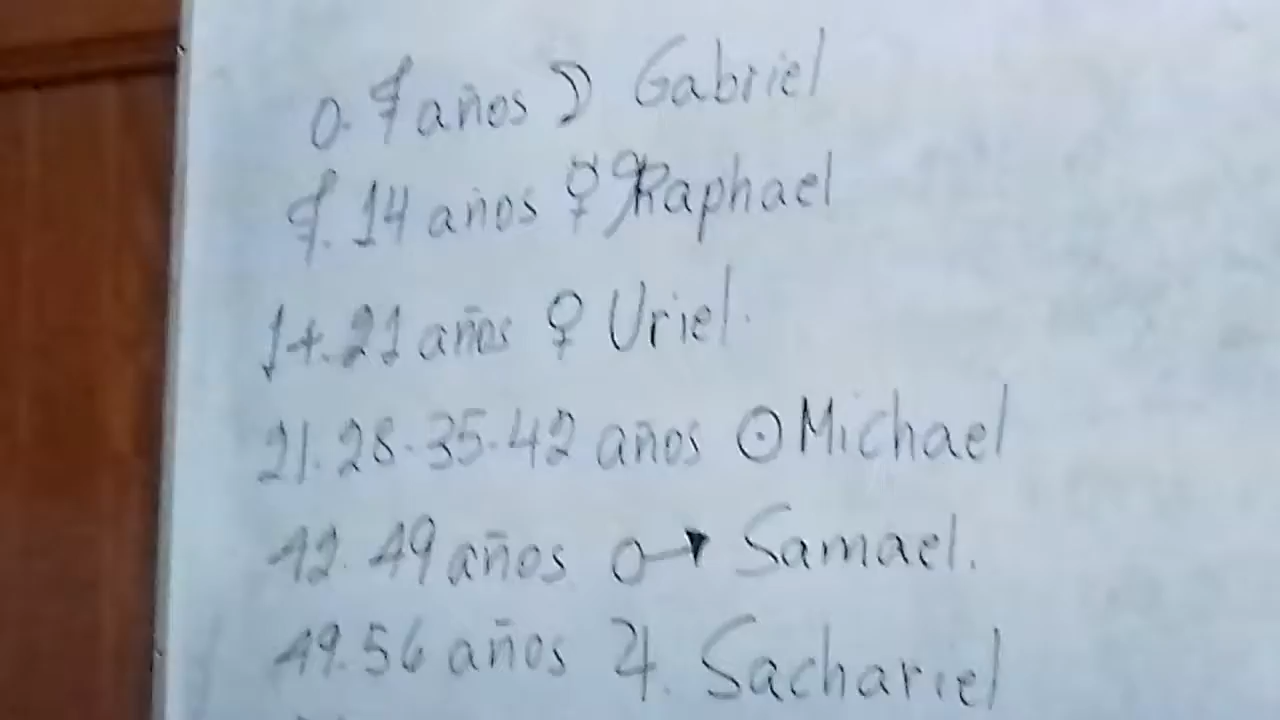 0.7 años ☽ Gabriel
7.14 años ☿ Raphael
14.21 años ♀ Uriel.
21.28.35.42 años ☉ Michael
42.49 años ♂ Samael.
49.56 años ♃. Sachariel